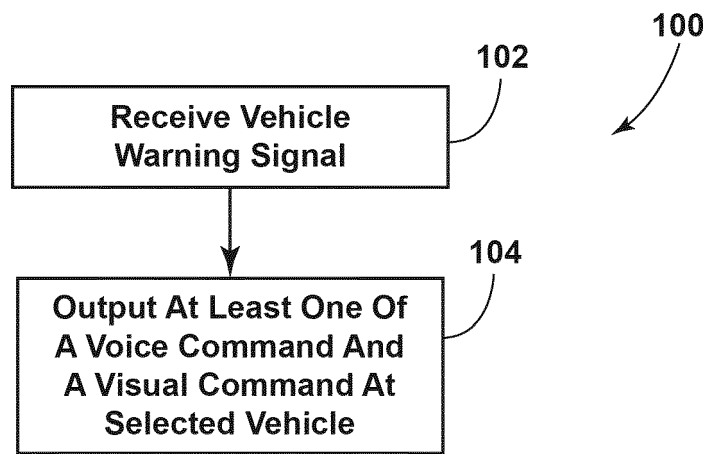 100
102
Receive Vehicle
Warning Signal
104
Output At Least One Of
A Voice Command And
A Visual Command At
Selected Vehicle